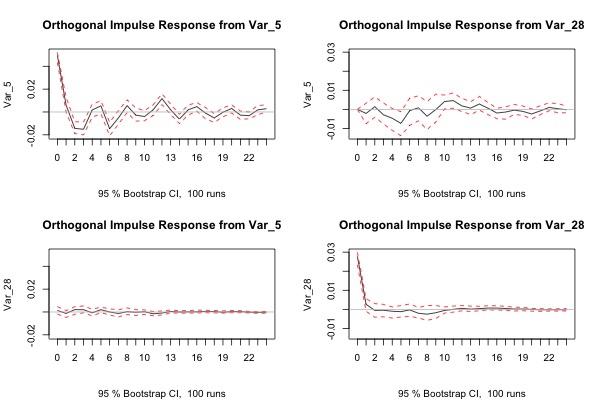 Orthogonal Impulse Response from Var_5
Var_5
0.02
-0.02
0 2 4 6 8 10 13 16 19 22
95 % Bootstrap CI, 100 runs
Orthogonal Impulse Response from Var_28
Var_5
0.03
0.01
-0.01
0 2 4 6 8 10 13 16 19 22
95 % Bootstrap CI, 100 runs
Orthogonal Impulse Response from Var_5
Var_28
0.02
-0.02
0 2 4 6 8 10 13 16 19 22
95 % Bootstrap CI, 100 runs
Orthogonal Impulse Response from Var_28
Var_28
0.03
0.01
-0.01
0 2 4 6 8 10 13 16 19 22
95 % Bootstrap CI, 100 runs